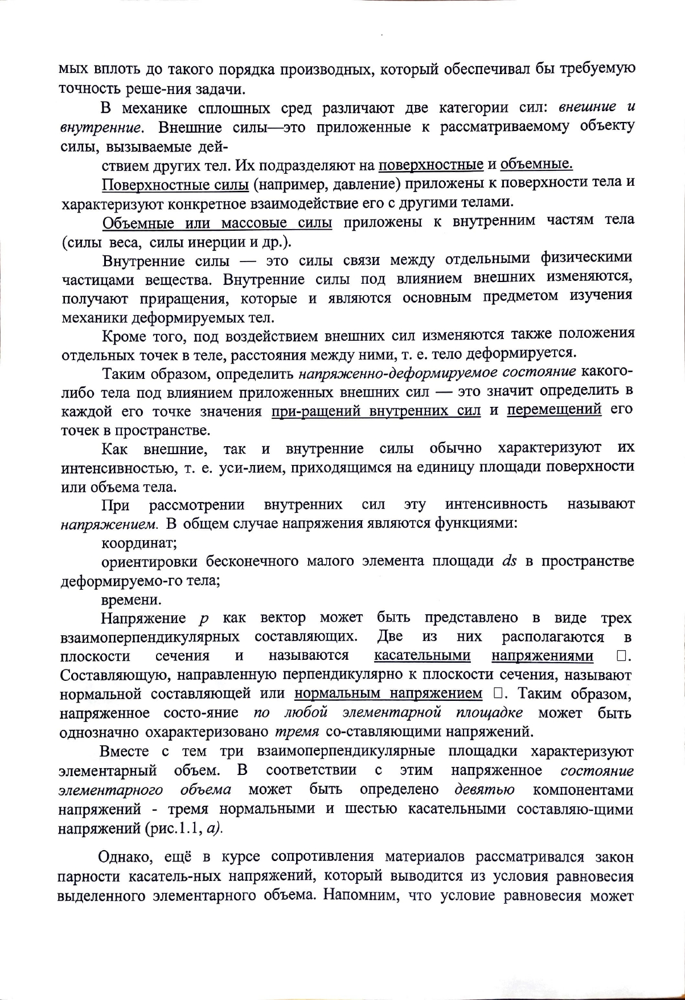 мых вплоть до такого порядка производных, который обеспечивал бы требуемую
точность реше-ния задачи.
В механике сплошных сред различают две категории сил: внешние и
внутренние. Внешние силы—это приложенные к рассматриваемому объекту
силы, вызываемые дей-
ствием других тел. Их подразделяют на поверхностные и объемные.
Поверхностные силы (например, давление) приложены к поверхности тела и
характеризуют конкретное взаимодействие его с другими телами.
Объемные или массовые силы приложены к внутренним частям тела
(силы веса, силы инерции и др.).
Внутренние силы — это силы связи между отдельными физическими
частицами вещества. Внутренние силы под влиянием внешних изменяются,
получают приращения, которые и являются основным предметом изучения
механики деформируемых тел.
Кроме того, под воздействием внешних сил изменяются также положения
отдельных точек в теле, расстояния между ними, т. е. тело деформируется.
Таким образом, определить напряженно-деформируемое состояние какого-
либо тела под влиянием приложенных внешних сил — это значит определить в
каждой его точке значения при-ращений внутренних сил и перемещений его
точек в пространстве.
Как внешние, так и внутренние силы обычно характеризуют их
интенсивностью, т. е. уси-лием, приходящимся на единицу площади поверхности
или объема тела.
При рассмотрении внутренних сил эту интенсивность называют
напряжением. В общем случае напряжения являются функциями:
координат;
ориентировки бесконечного малого элемента площади ds в пространстве
деформируемо-го тела;
времени.
Напряжение p как вектор может быть представлено в виде трех
взаимоперпендикулярных составляющих. Две из них располагаются в
плоскости сечения и называются касательными напряжениями □.
Составляющую, направленную перпендикулярно к плоскости сечения, называют
нормальной составляющей или нормальным напряжением □. Таким образом,
напряженное состо-яние по любой элементарной площадке может быть
однозначно охарактеризовано тремя со-ставляющими напряжений.
Вместе с тем три взаимоперпендикулярные площадки характеризуют
элементарный объем. В соответствии с этим напряженное состояние
элементарного объема может быть определено девятью компонентами
напряжений - тремя нормальными и шестью касательными составляю-щими
напряжений (рис.1.1, а).
Однако, ещё в курсе сопротивления материалов рассматривался закон
парности касатель-ных напряжений, который выводится из условия равновесия
выделенного элементарного объема. Напомним, что условие равновесия может